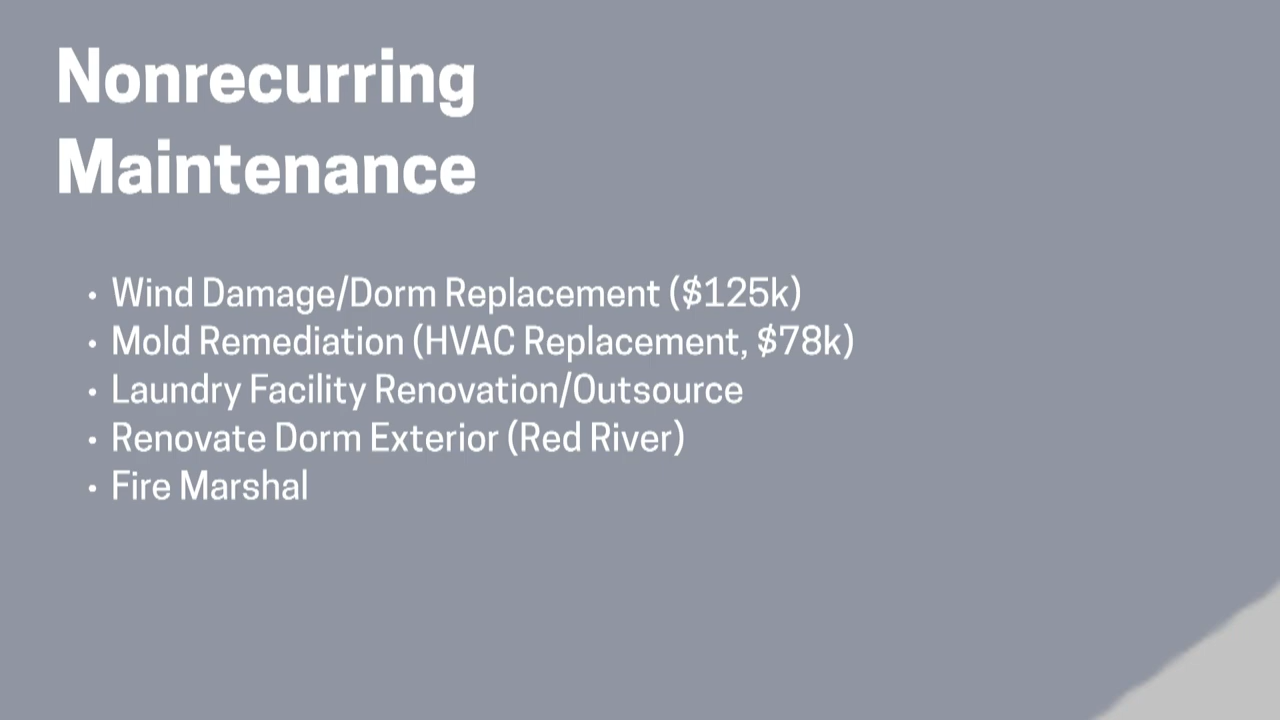 Nonrecurring
Maintenance
• Wind Damage/Dorm Replacement ($125k)
• Mold Remediation (HVAC Replacement, $78k)
• Laundry Facility Renovation/Outsource
• Renovate Dorm Exterior (Red River)
• Fire Marshal